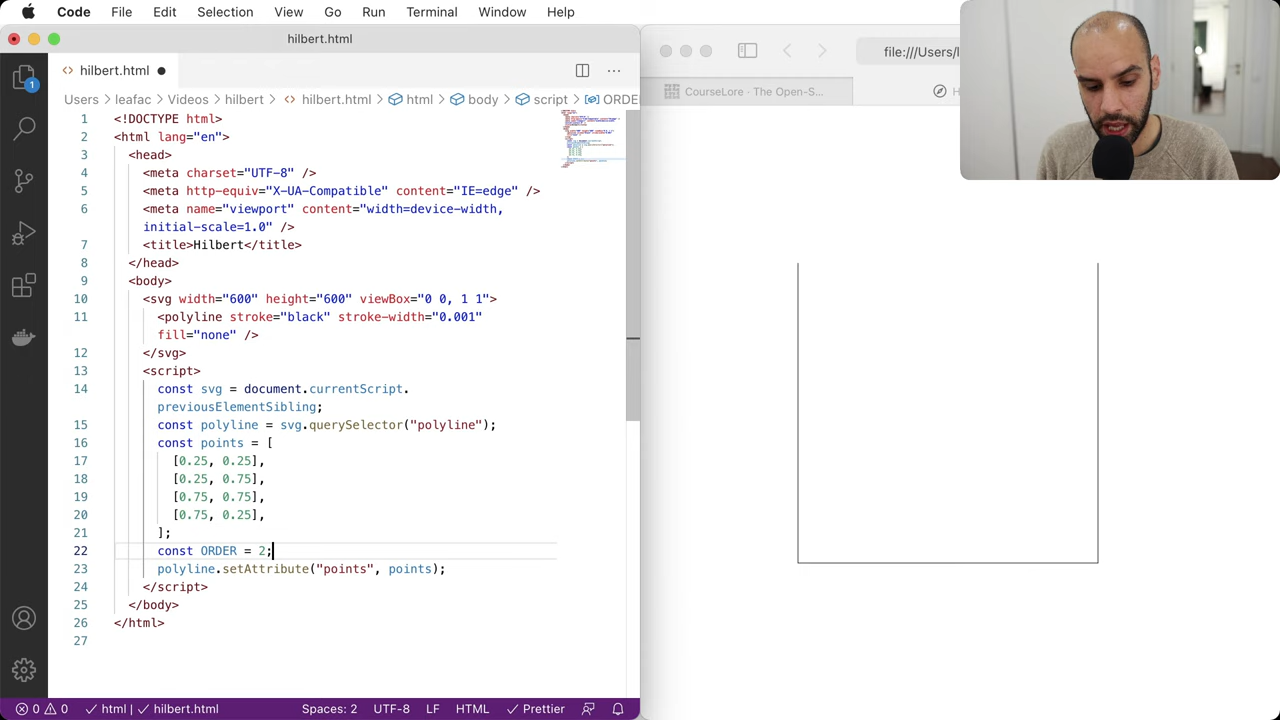 Code File Edit Selection View Go Run Terminal Window Help
hilbert.html
hilbert.html
Users leafac Videos hilbert hilbert.html html body script ORDE
1 <!DOCTYPE html>
2 <html lang="en">
3 <head>
4 <meta charset="UTF-8" />
5 <meta http-equiv="X-UA-Compatible" content="IE=edge" />
6 <meta name="viewport" content="width=device-width,
initial-scale=1.0" />
7 <title>Hilbert</title>
8 </head>
9 <body>
10 <svg width="600" height="600" viewBox="0 0, 1 1">
11 <polyline stroke="black" stroke-width="0.001"
fill="none" />
12 </svg>
13 <script>
14 const svg = document.currentScript.
previousElementSibling;
15 const polyline = svg.querySelector("polyline");
16 const points = [
17 [0.25, 0.25],
18 [0.25, 0.75],
19 [0.75, 0.75],
20 [0.75, 0.25],
21 ];
22 const ORDER = 2;
23 polyline.setAttribute("points", points);
24 </script>
25 </body>
26 </html>
27
1
0 0 html hilbert.html Spaces: 2 UTF-8 LF HTML Prettier
file:///Users/l
CourseLore · The Open-S...